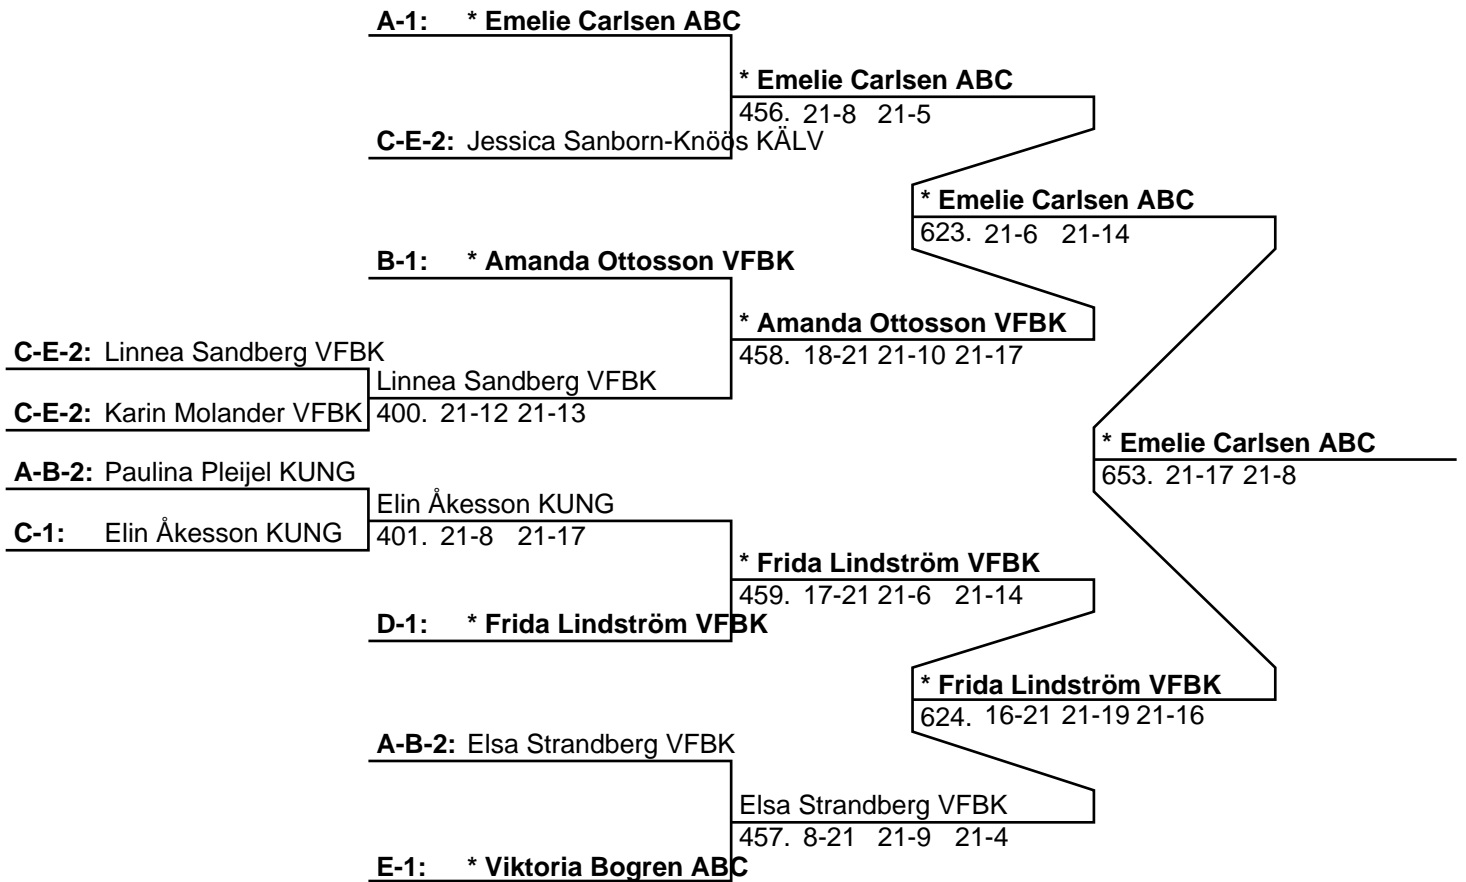 A-1: * Emelie Carlsen ABC
* Emelie Carlsen ABC
456. 21-8 21-5
C-E-2: Jessica Sanborn-Knöös KÄLV
* Emelie Carlsen ABC
623. 21-6 21-14
B-1: * Amanda Ottosson VFBK
* Amanda Ottosson VFBK
458. 18-21 21-10 21-17
C-E-2: Linnea Sandberg VFBK
Linnea Sandberg VFBK
400. 21-12 21-13
C-E-2: Karin Molander VFBK
* Emelie Carlsen ABC
653. 21-17 21-8
A-B-2: Paulina Pleijel KUNG
Elin Åkesson KUNG
401. 21-8 21-17
C-1: Elin Åkesson KUNG
* Frida Lindström VFBK
459. 17-21 21-6 21-14
D-1: * Frida Lindström VFBK
* Frida Lindström VFBK
624. 16-21 21-19 21-16
A-B-2: Elsa Strandberg VFBK
Elsa Strandberg VFBK
457. 8-21 21-9 21-4
E-1: * Viktoria Bogren ABC